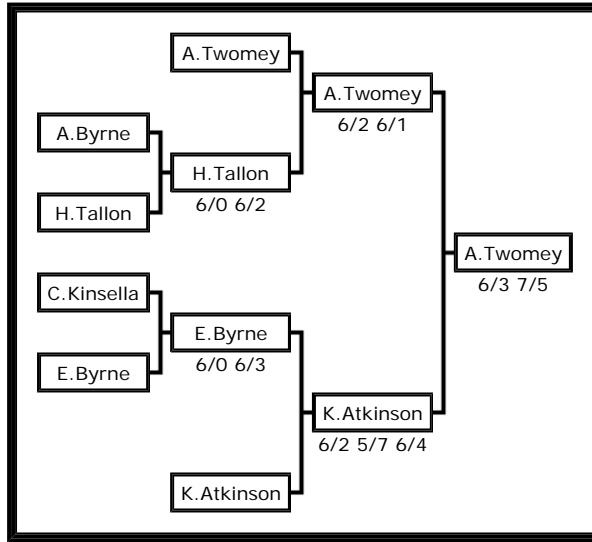 A.Twomey
A.Twomey
6/2 6/1
A.Byrne
H.Tallon
6/0 6/2
H.Tallon
A.Twomey
6/3 7/5
C.Kinsella
E.Byrne
6/0 6/3
E.Byrne
K.Atkinson
6/2 5/7 6/4
K.Atkinson